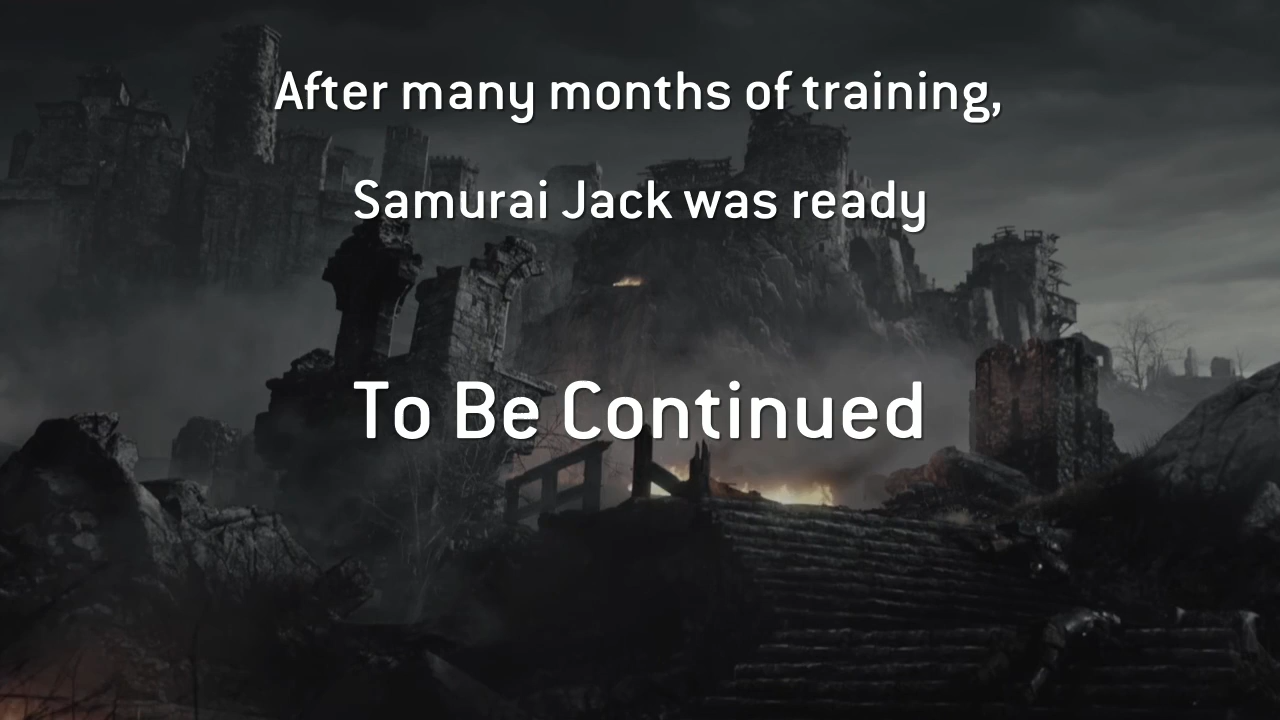 After many months of training,
Samurai Jack was ready
To Be Continued